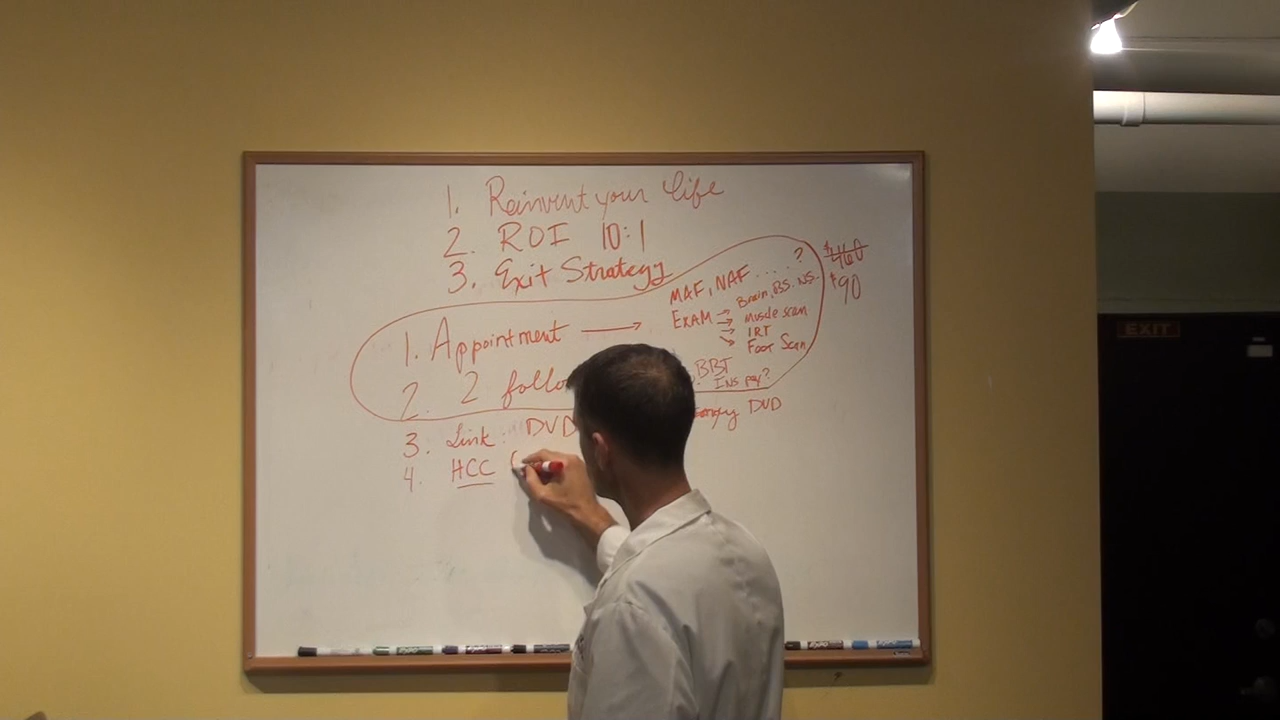 1. Reinvent your life
2. ROI 10:1
3. Exit Strategy
$460
$90
MAF, NAF .....?
1. Appointment → EXAM → Brain, BS. NS.
→ Muscle scan
→ IRT
→ Foot Scan
2. 2 follo
BBT
INS pay?
3. Link: DVD
DVD
4. HCC (
EXIT